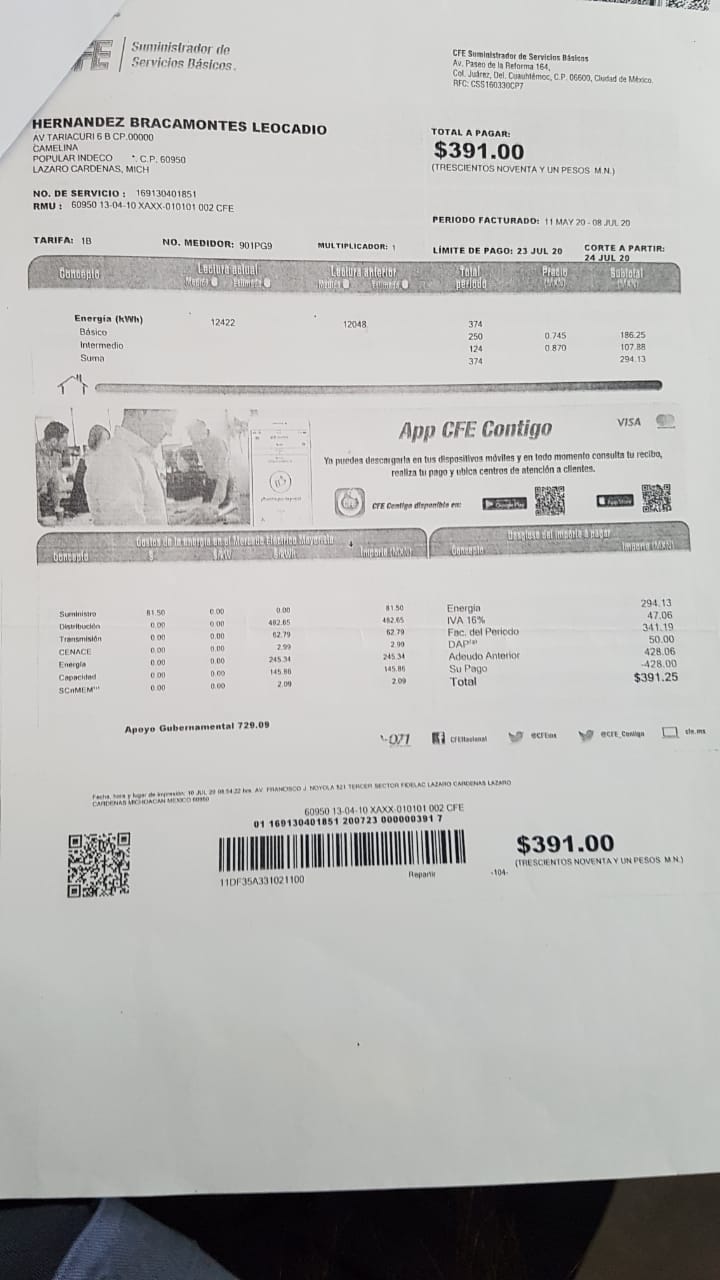 CFE
Suministrador de
Servicios Básicos.
CFE Suministrador de Servicios Básicos
Av. Paseo de la Reforma 164,
Col. Juárez, Del. Cuauhtémoc, C.P. 06600, Ciudad de México.
RFC: CSS160330CP7
HERNANDEZ BRACAMONTES LEOCADIO
AV TARIACURI 6 B CP.00000
CAMELINA
POPULAR INDECO *. C.P. 60950
LAZARO CARDENAS, MICH
TOTAL A PAGAR:
$391.00
(TRESCIENTOS NOVENTA Y UN PESOS M.N.)
NO. DE SERVICIO : 169130401851
RMU : 60950 13-04-10 XAXX-010101 002 CFE
PERIODO FACTURADO: 11 MAY 20 - 08 JUL 20
TARIFA: 1B NO. MEDIDOR: 901PG9 MULTIPLICADOR: 1 LÍMITE DE PAGO: 23 JUL 20 CORTE A PARTIR:
24 JUL 20
Concepto Lectura actual Lectura anterior Total Precio Subtotal
Medida Estimada Medida Estimada periodo (MXN) (MXN)
Energía (kWh) 12422 12048 374
Básico 250 0.745 186.25
Intermedio 124 0.870 107.88
Suma 374 294.13
App CFE Contigo
VISA
Ya puedes descargarla en tus dispositivos móviles y en todo momento consulta tu recibo,
realiza tu pago y ubica centros de atención a clientes.
CFE Contigo disponible en: Google Play App Store
Costos de la energía en el Mercado Eléctrico Mayorista
Concepto $ $/kW $/kWh Importe (MXN)
Suministro 81.50 0.00 0.00 81.50
Distribución 0.00 0.00 482.65 482.65
Transmisión 0.00 0.00 62.79 62.79
CENACE 0.00 0.00 2.99 2.99
Energía 0.00 0.00 245.34 245.34
Capacidad 0.00 0.00 145.86 145.86
SCnMEM 0.00 0.00 2.09 2.09
Desglose del importe a pagar
Concepto Importe (MXN)
Energía 294.13
IVA 16% 47.06
Fac. del Periodo 341.19
DAP 50.00
Adeudo Anterior 428.06
Su Pago -428.00
Total $391.25
Apoyo Gubernamental 729.09
071 CFENacional @CFEmx @CFE_Contigo cfe.mx
Fecha, hora y lugar de impresión: 10 JUL 20 08:54:22 hrs. AV. FRANCISCO J. NOYOLA 521 TERCER SECTOR FIDELAC LAZARO CARDENAS LAZARO
CARDENAS MICHOACAN MEXICO 60950
60950 13-04-10 XAXX-010101 002 CFE
01 169130401851 200723 000000391 7
11DF35A331021100
Repartir
-104-
$391.00
(TRESCIENTOS NOVENTA Y UN PESOS M.N.)